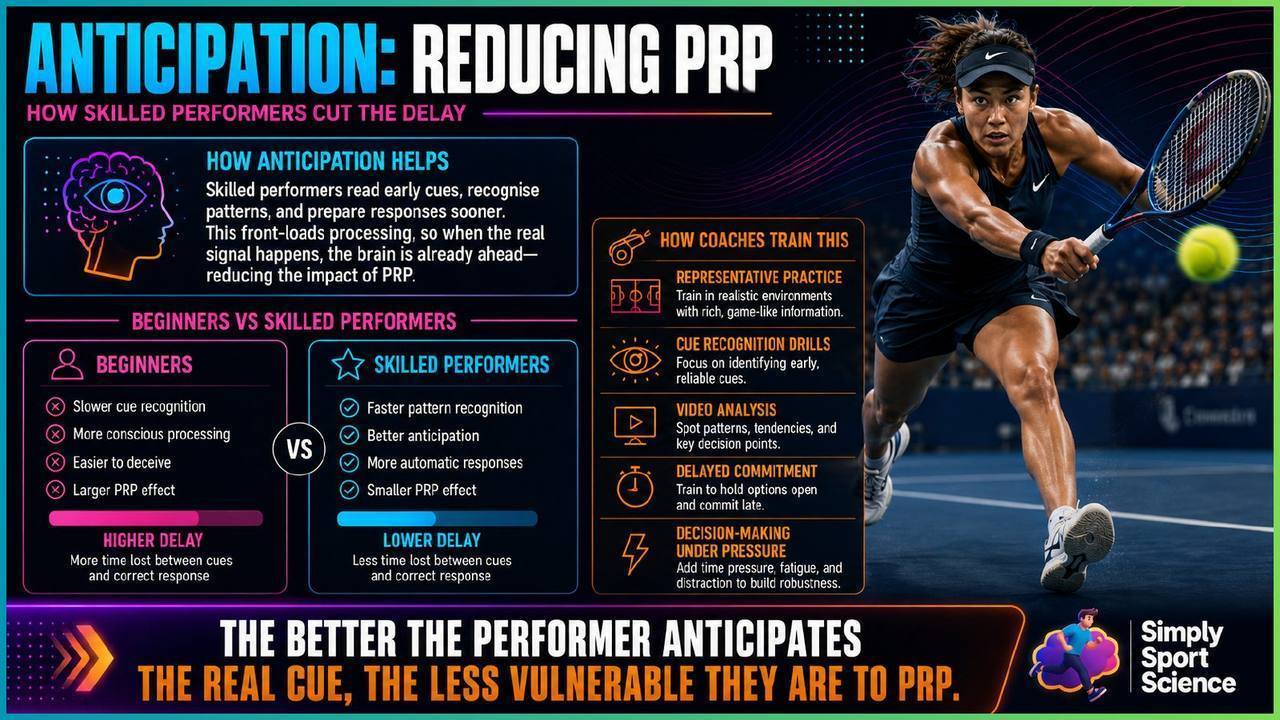 ANTICIPATION: REDUCING PRP
HOW SKILLED PERFORMERS CUT THE DELAY
HOW ANTICIPATION HELPS
Skilled performers read early cues, recognise
patterns, and prepare responses sooner.
This front-loads processing, so when the real
signal happens, the brain is already ahead—
reducing the impact of PRP.
BEGINNERS VS SKILLED PERFORMERS
BEGINNERS
Slower cue recognition
More conscious processing
Easier to deceive
Larger PRP effect
HIGHER DELAY
More time lost between cues
and correct response
VS
SKILLED PERFORMERS
Faster pattern recognition
Better anticipation
More automatic responses
Smaller PRP effect
LOWER DELAY
Less time lost between cues
and correct response
HOW COACHES TRAIN THIS
REPRESENTATIVE PRACTICE
Train in realistic environments
with rich, game-like information.
CUE RECOGNITION DRILLS
Focus on identifying early,
reliable cues.
VIDEO ANALYSIS
Spot patterns, tendencies, and
key decision points.
DELAYED COMMITMENT
Train to hold options open
and commit late.
DECISION-MAKING
UNDER PRESSURE
Add time pressure, fatigue, and
distraction to build robustness.
THE BETTER THE PERFORMER ANTICIPATES
THE REAL CUE, THE LESS VULNERABLE THEY ARE TO PRP.
Simply
Sport
Science